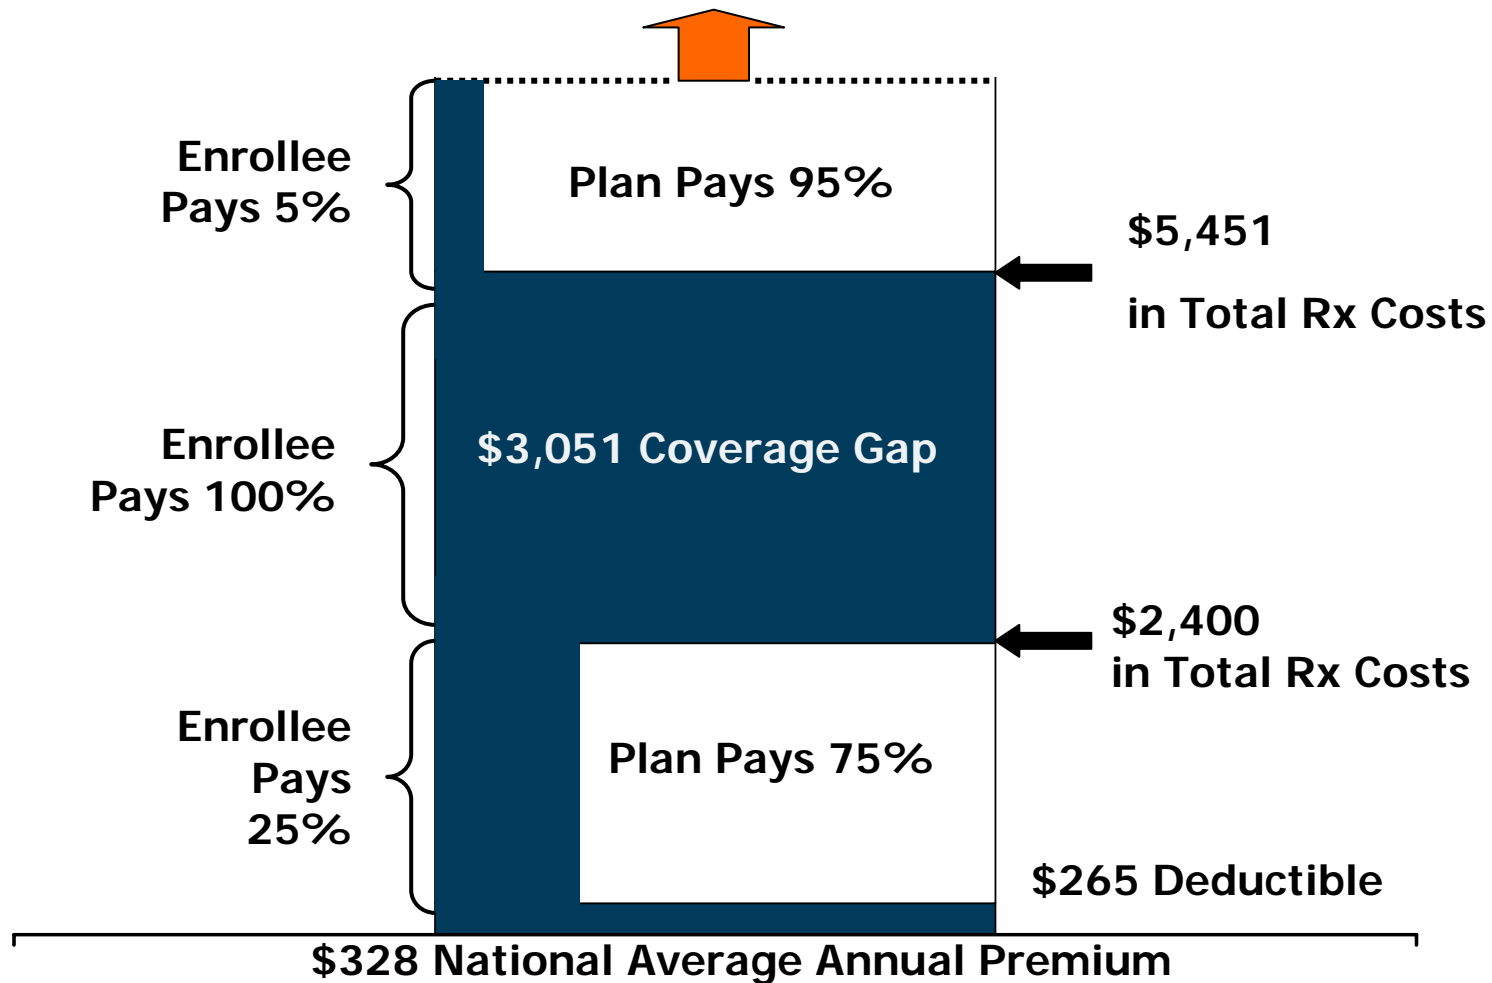 Enrollee
Pays 5%
Plan Pays 95%
$5,451
in Total Rx Costs
Enrollee
Pays 100%
$3,051 Coverage Gap
$2,400
in Total Rx Costs
Enrollee
Pays
25%
Plan Pays 75%
$265 Deductible
$328 National Average Annual Premium